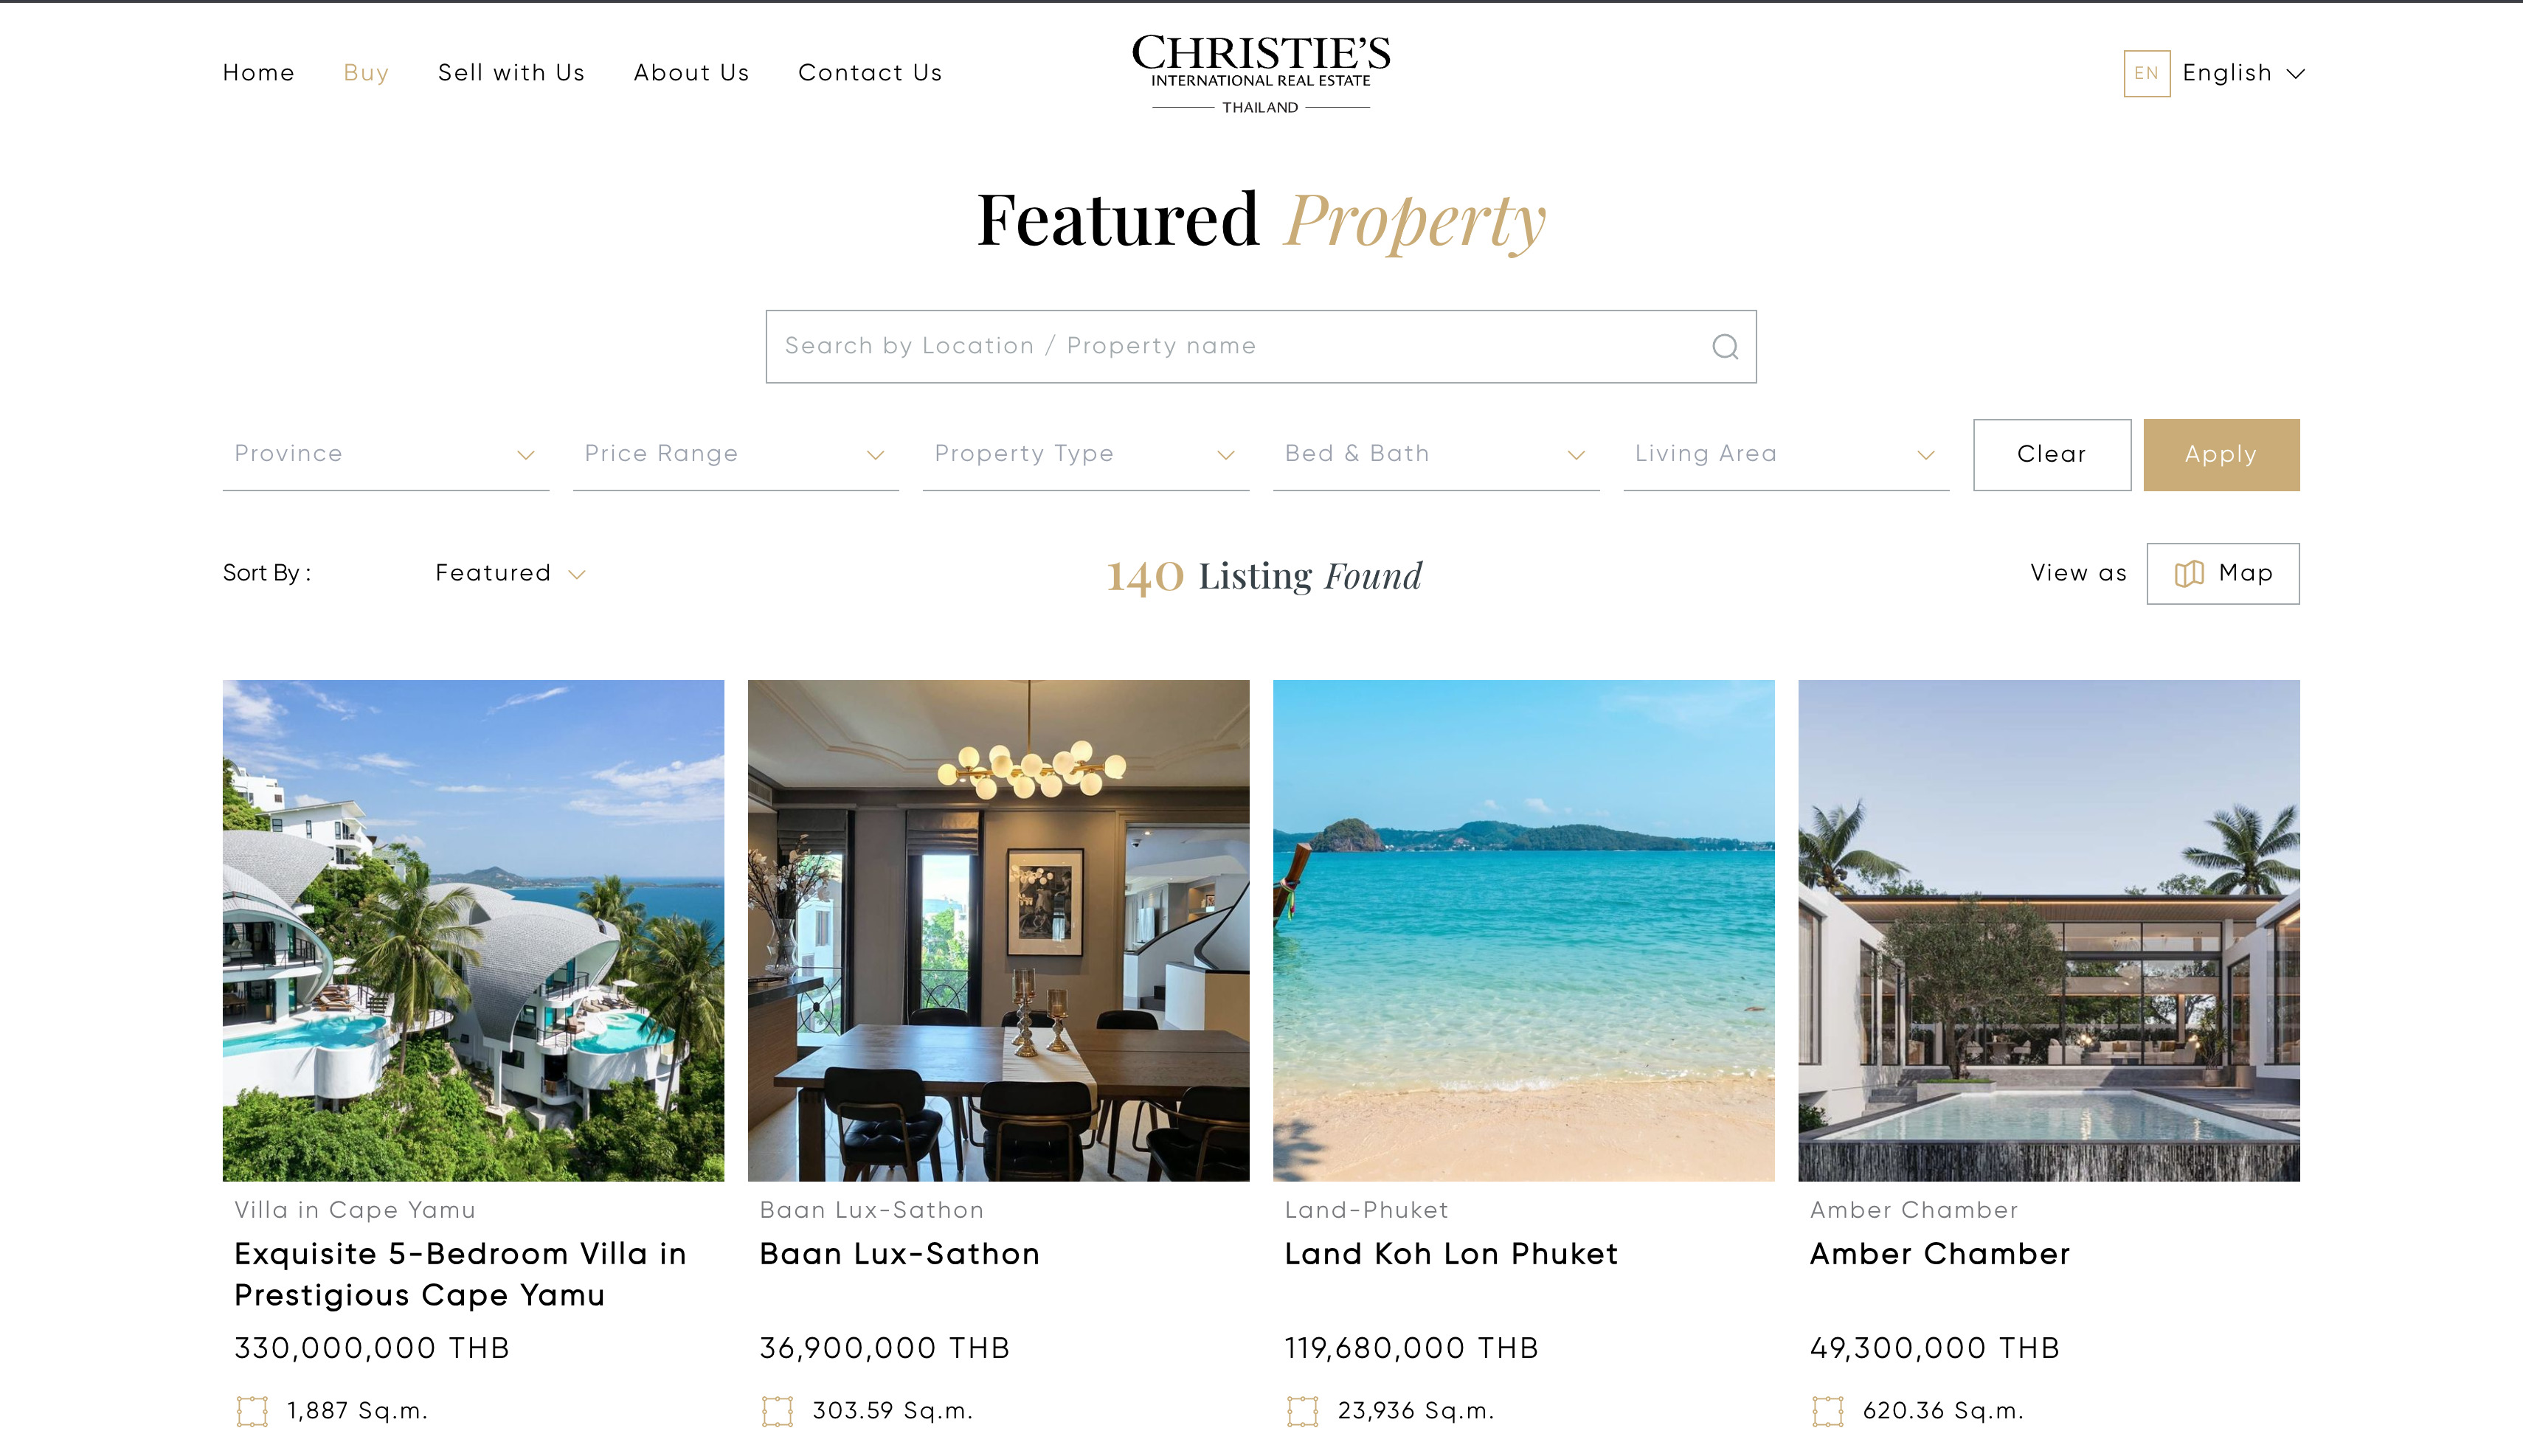 Home Buy Sell with Us About Us Contact Us
CHRISTIE'S
INTERNATIONAL REAL ESTATE
THAILAND
EN English
Featured Property
Search by Location / Property name
Province Price Range Property Type Bed & Bath Living Area Clear Apply
Sort By : Featured 140 Listing Found View as Map
Villa in Cape Yamu
Exquisite 5-Bedroom Villa in
Prestigious Cape Yamu
330,000,000 THB
1,887 Sq.m.
Baan Lux-Sathon
Baan Lux-Sathon
36,900,000 THB
303.59 Sq.m.
Land-Phuket
Land Koh Lon Phuket
119,680,000 THB
23,936 Sq.m.
Amber Chamber
Amber Chamber
49,300,000 THB
620.36 Sq.m.